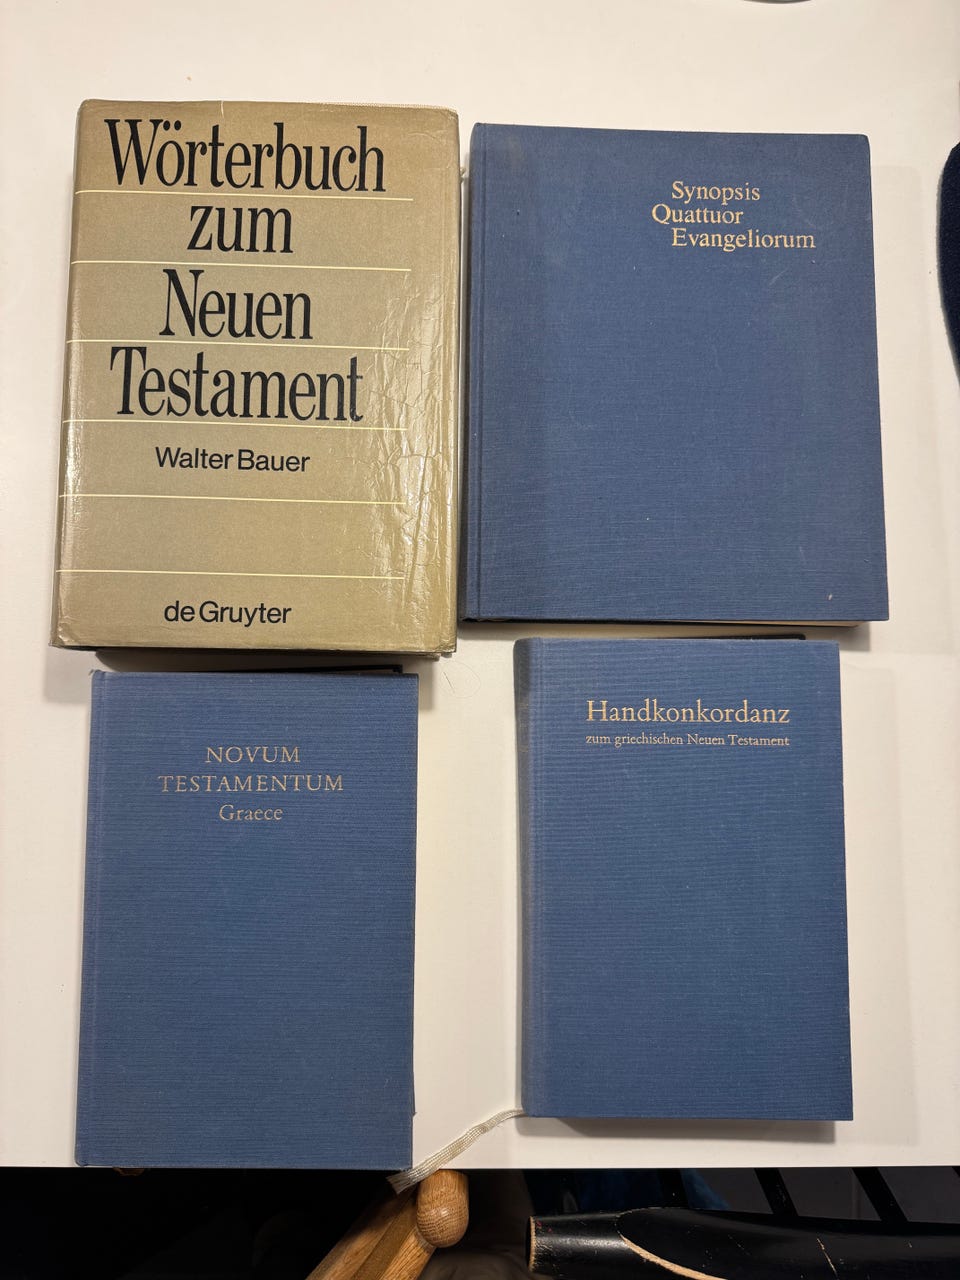 Wörterbuch
zum
Neuen
Testament
Walter Bauer
de Gruyter
Synopsis
Quattuor
Evangeliorum
NOVUM
TESTAMENTUM
Graece
Handkonkordanz
zum griechischen Neuen Testament